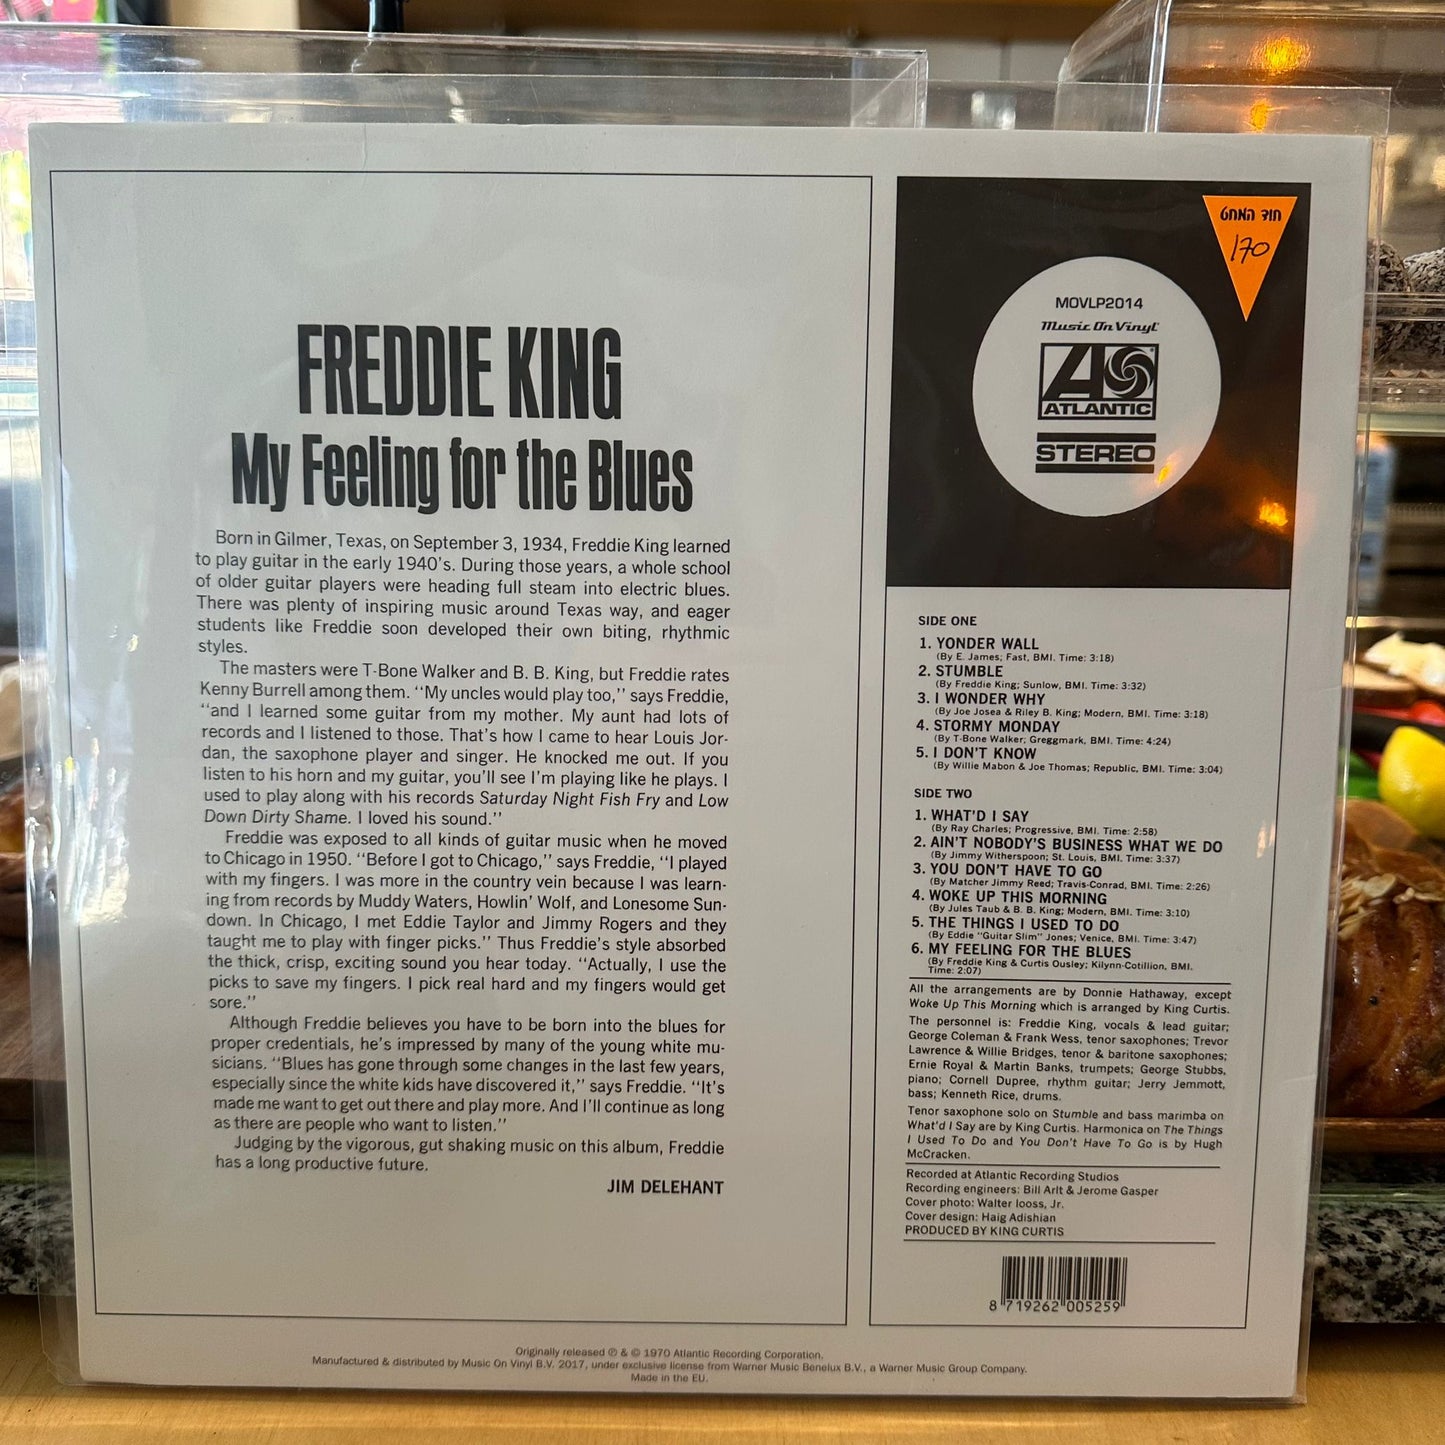 FREDDIE KING
My Feeling for the Blues
Born in Gilmer, Texas, on September 3, 1934, Freddie King learned
to play guitar in the early 1940's. During those years, a whole school
of older guitar players were heading full steam into electric blues.
There was plenty of inspiring music around Texas way, and eager
students like Freddie soon developed their own biting, rhythmic
styles.
The masters were T-Bone Walker and B. B. King, but Freddie rates
Kenny Burrell among them. "My uncles would play too," says Freddie,
"and I learned some guitar from my mother. My aunt had lots of
records and I listened to those. That's how I came to hear Louis Jor-
dan, the saxophone player and singer. He knocked me out. If you
listen to his horn and my guitar, you'll see I'm playing like he plays. I
used to play along with his records Saturday Night Fish Fry and Low
Down Dirty Shame. I loved his sound."
Freddie was exposed to all kinds of guitar music when he moved
to Chicago in 1950. "Before I got to Chicago," says Freddie, "I played
with my fingers. I was more in the country vein because I was learn-
ing from records by Muddy Waters, Howlin' Wolf, and Lonesome Sun-
down. In Chicago, I met Eddie Taylor and Jimmy Rogers and they
taught me to play with finger picks." Thus Freddie's style absorbed
the thick, crisp, exciting sound you hear today. "Actually, I use the
picks to save my fingers. I pick real hard and my fingers would get
sore."
Although Freddie believes you have to be born into the blues for
proper credentials, he's impressed by many of the young white mu-
sicians. "Blues has gone through some changes in the last few years,
especially since the white kids have discovered it," says Freddie. "It's
made me want to get out there and play more. And I'll continue as long
as there are people who want to listen."
Judging by the vigorous, gut shaking music on this album, Freddie
has a long productive future.
JIM DELEHANT
חוד המחט
170
MOVLP2014
Music On Vinyl
ATLANTIC
STEREO
SIDE ONE
1. YONDER WALL
(By E. James; Fast, BMI. Time: 3:18)
2. STUMBLE
(By Freddie King; Sunlow, BMI. Time: 3:32)
3. I WONDER WHY
(By Joe Josea & Riley B. King; Modern, BMI. Time: 3:18)
4. STORMY MONDAY
(By T-Bone Walker; Greggmark, BMI. Time: 4:24)
5. I DON'T KNOW
(By Willie Mabon & Joe Thomas; Republic, BMI. Time: 3:04)
SIDE TWO
1. WHAT'D I SAY
(By Ray Charles; Progressive, BMI. Time: 2:58)
2. AIN'T NOBODY'S BUSINESS WHAT WE DO
(By Jimmy Witherspoon; St. Louis, BMI. Time: 3:37)
3. YOU DON'T HAVE TO GO
(By Matcher Jimmy Reed; Travis-Conrad, BMI. Time: 2:26)
4. WOKE UP THIS MORNING
(By Jules Taub & B. B. King; Modern, BMI. Time: 3:10)
5. THE THINGS I USED TO DO
(By Eddie "Guitar Slim" Jones; Venice, BMI. Time: 3:47)
6. MY FEELING FOR THE BLUES
(By Freddie King & Curtis Ousley; Kilynn-Cotillion, BMI.
Time: 2:07)
All the arrangements are by Donnie Hathaway, except
Woke Up This Morning which is arranged by King Curtis.
The personnel is: Freddie King, vocals & lead guitar;
George Coleman & Frank Wess, tenor saxophones; Trevor
Lawrence & Willie Bridges, tenor & baritone saxophones;
Ernie Royal & Martin Banks, trumpets; George Stubbs,
piano; Cornell Dupree, rhythm guitar; Jerry Jemmott,
bass; Kenneth Rice, drums.
Tenor saxophone solo on Stumble and bass marimba on
What'd I Say are by King Curtis. Harmonica on The Things
I Used To Do and You Don't Have To Go is by Hugh
McCracken.
Recorded at Atlantic Recording Studios
Recording engineers: Bill Arlt & Jerome Gasper
Cover photo: Walter Iooss, Jr.
Cover design: Haig Adishian
PRODUCED BY KING CURTIS
8 719262 005259
Originally released ℗ & © 1970 Atlantic Recording Corporation.
Manufactured & distributed by Music On Vinyl B.V. 2017, under exclusive license from Warner Music Benelux B.V., a Warner Music Group Company.
Made in the EU.